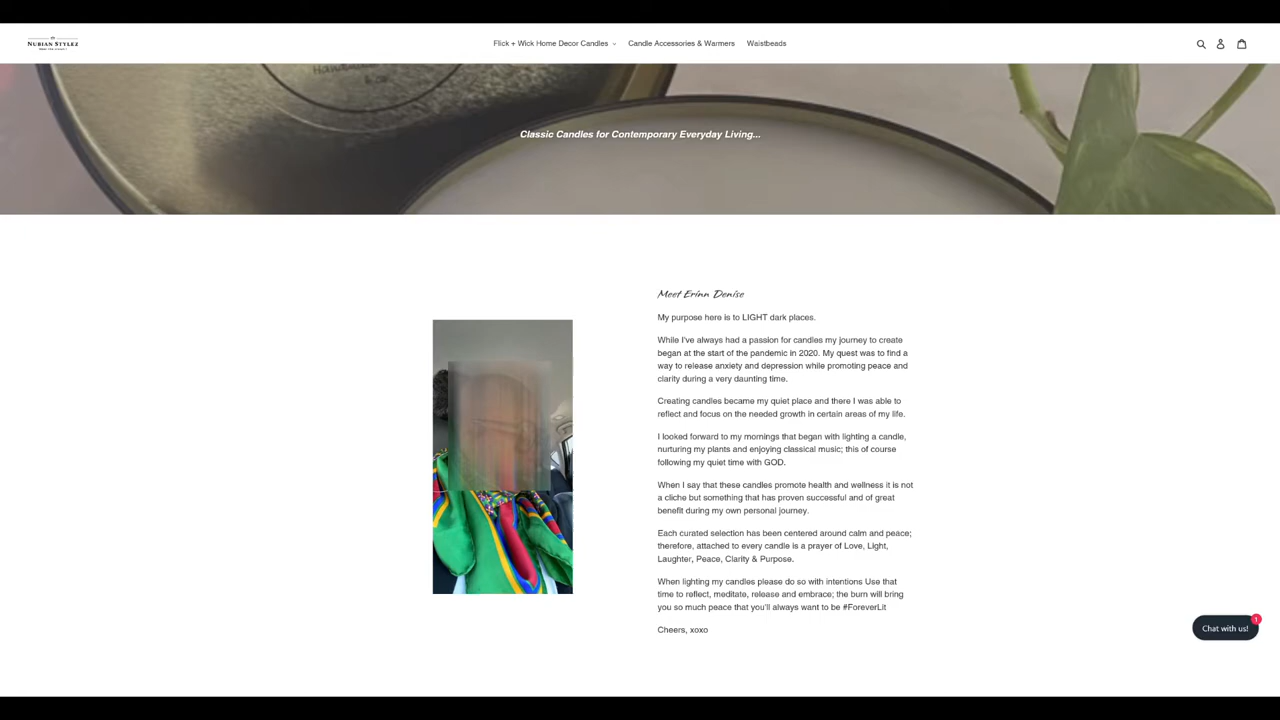 NUBIAN STYLEZ
Flick + Wick Home Decor Candles
Candle Accessories & Warmers
Waistbeads
Classic Candles for Contemporary Everyday Living...
Meet Erinn Denise
My purpose here is to LIGHT dark places.
While I've always had a passion for candles my journey to create
began at the start of the pandemic in 2020. My quest was to find a
way to release anxiety and depression while promoting peace and
clarity during a very daunting time.
Creating candles became my quiet place and there I was able to
reflect and focus on the needed growth in certain areas of my life.
I looked forward to my mornings that began with lighting a candle,
nurturing my plants and enjoying classical music; this of course
following my quiet time with GOD.
When I say that these candles promote health and wellness it is not
a cliche but something that has proven successful and of great
benefit during my own personal journey.
Each curated selection has been centered around calm and peace;
therefore, attached to every candle is a prayer of Love, Light,
Laughter, Peace, Clarity & Purpose.
When lighting my candles please do so with intentions Use that
time to reflect, meditate, release and embrace; the burn will bring
you so much peace that you'll always want to be #ForeverLit
Cheers, xoxo
1
Chat with us!